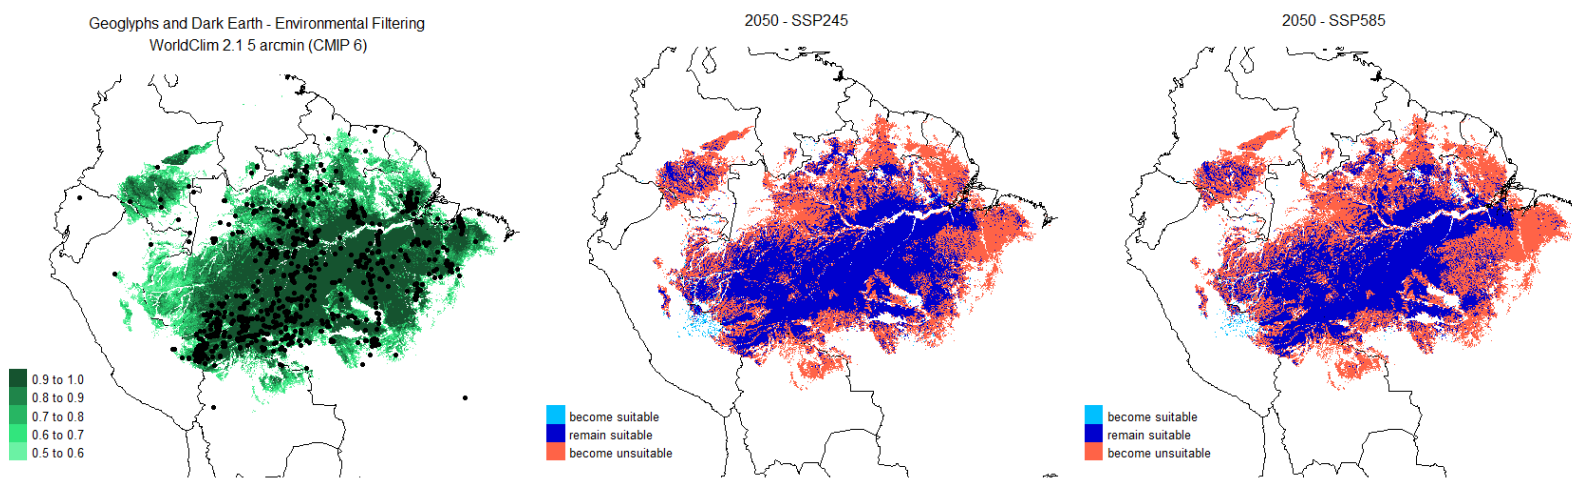 Geoglyphs and Dark Earth - Environmental Filtering
WorldClim 2.1 5 arcmin (CMIP 6)
0.9 to 1.0
0.8 to 0.9
0.7 to 0.8
0.6 to 0.7
0.5 to 0.6
2050 - SSP245
become suitable
remain suitable
become unsuitable
2050 - SSP585
become suitable
remain suitable
become unsuitable